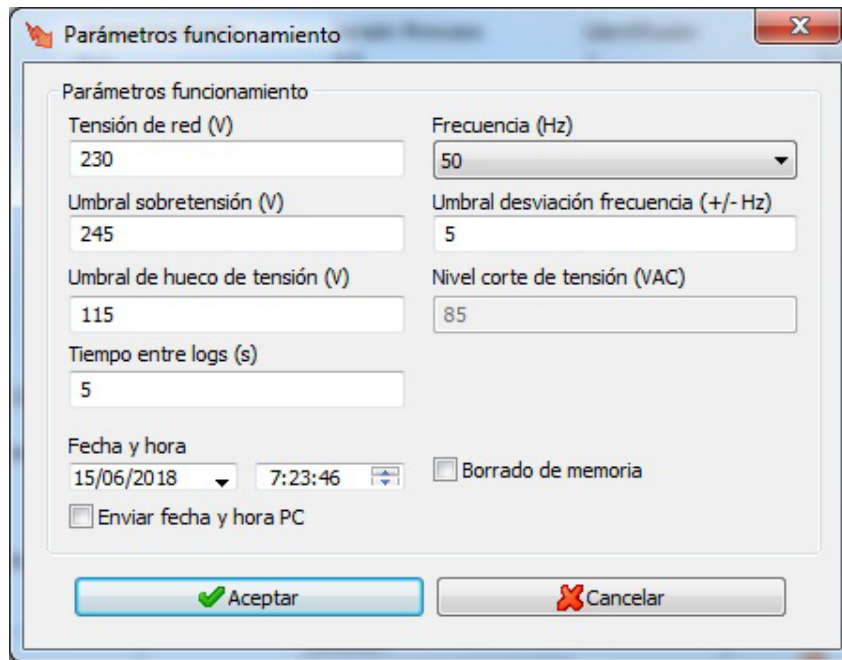 Parámetros funcionamiento
x
Parámetros funcionamiento
Tensión de red (V)
Frecuencia (Hz)
230
50
Umbral sobretensión (V)
Umbral desviación frecuencia (+/- Hz)
245
5
Umbral de hueco de tensión (V)
Nivel corte de tensión (VAC)
115
85
Tiempo entre logs (s)
5
Fecha y hora
15/06/2018
7:23:46
Borrado de memoria
Enviar fecha y hora PC
Aceptar
Cancelar